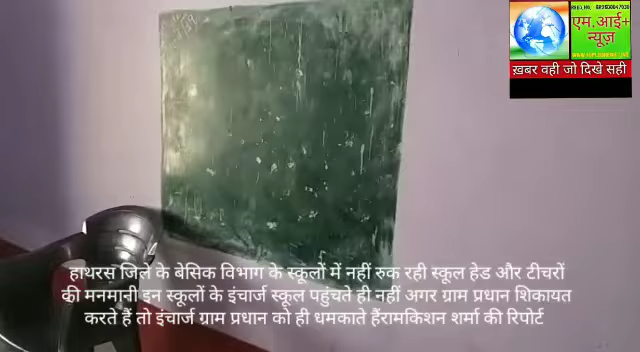 एम.आई+
न्यूज़
ख़बर वही जो दिखे सही
हाथरस जिले के बेसिक विभाग के स्कूलों में नहीं रुक रही स्कूल हेड और टीचरों
की मनमानी इन स्कूलों के इंचार्ज स्कूल पहुंचते ही नहीं अगर ग्राम प्रधान शिकायत
करते हैं तो इंचार्ज ग्राम प्रधान को ही धमकाते हैंरामकिशन शर्मा की रिपोर्ट